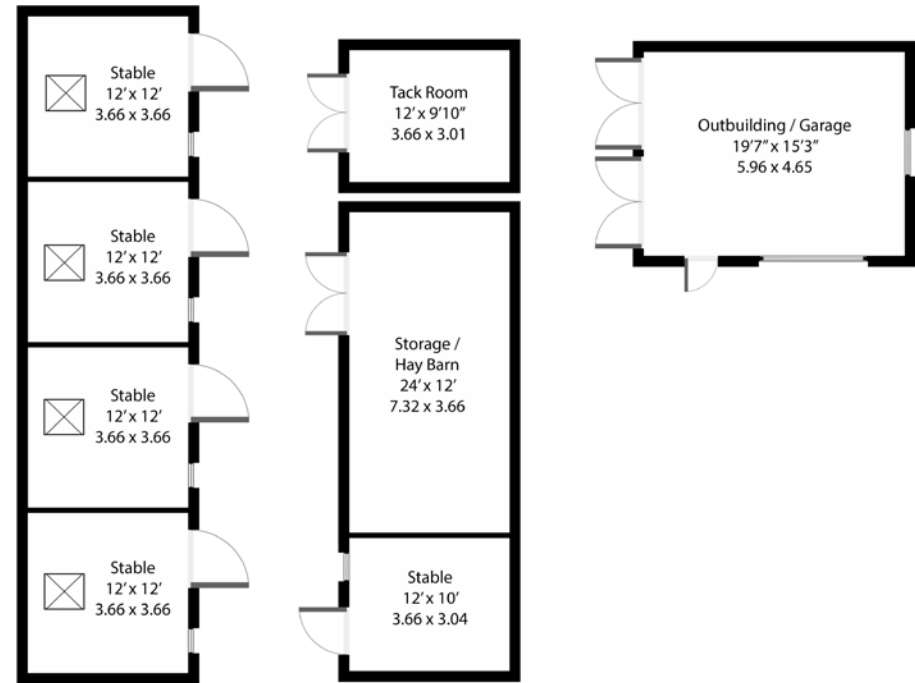 Stable
12’ x 12’
3.66 x 3.66
Stable
12’ x 12’
3.66 x 3.66
Stable
12’ x 12’
3.66 x 3.66
Stable
12’ x 12’
3.66 x 3.66
Tack Room
12’ x 9’10”
3.66 x 3.01
Storage /
Hay Barn
24’ x 12’
7.32 x 3.66
Stable
12’ x 10’
3.66 x 3.04
Outbuilding / Garage
19’7” x 15’3”
5.96 x 4.65